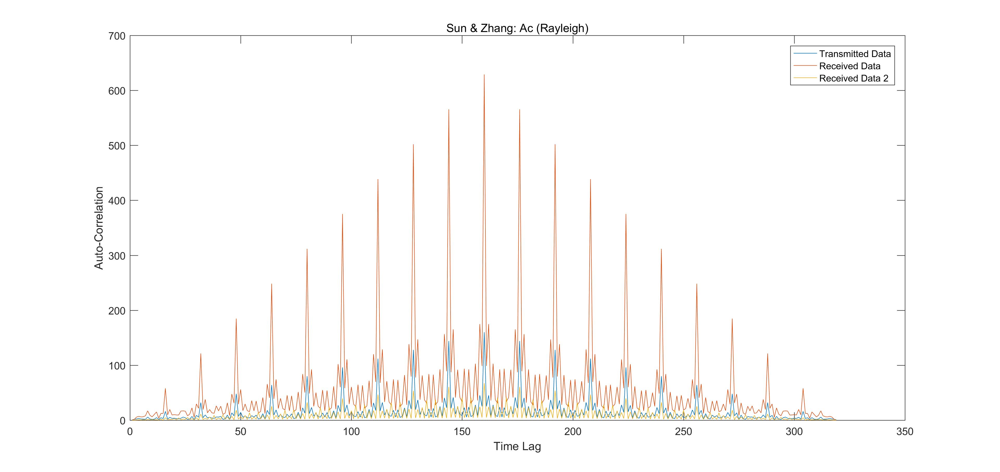 Sun & Zhang: Ac (Rayleigh)
700
600
500
400
300
200
100
0
Auto-Correlation
Transmitted Data
Received Data
Received Data 2
0 50 100 150 200 250 300 350
Time Lag